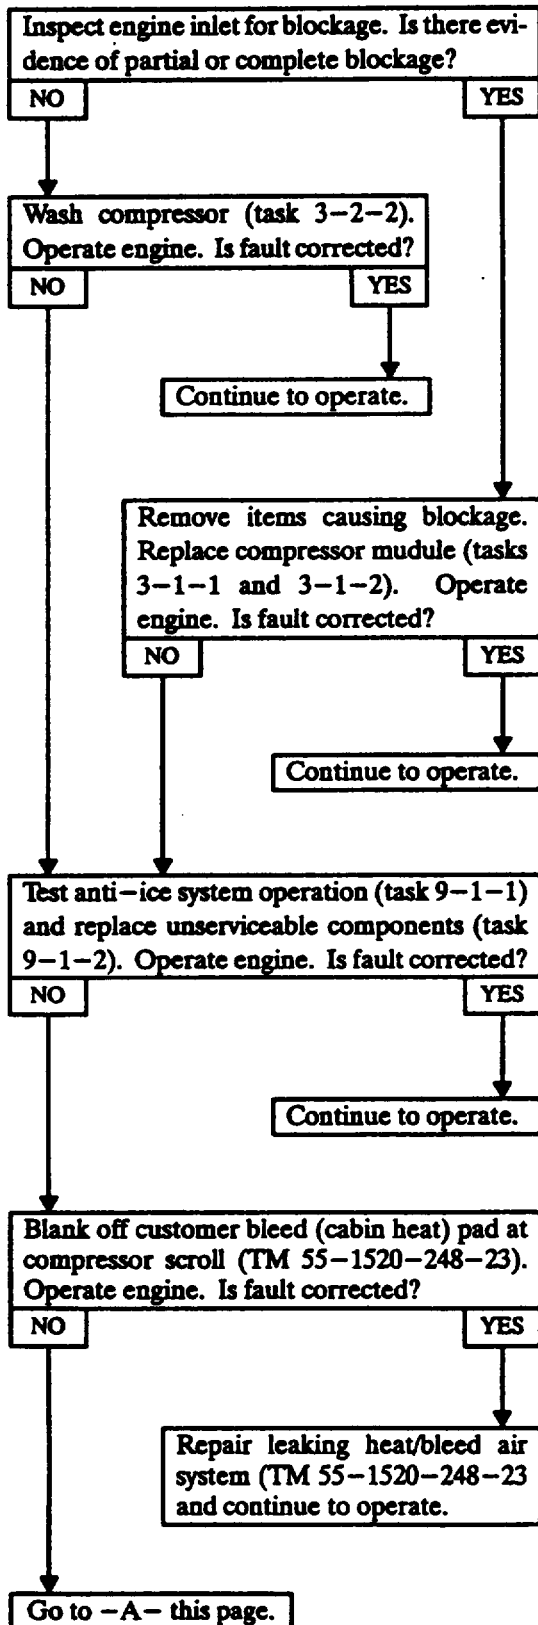 Inspect engine inlet for blockage. Is there evi-
dence of partial or complete blockage?
NO YES
Wash compressor (task 3-2-2).
Operate engine. Is fault corrected?
NO YES
Continue to operate.
Remove items causing blockage.
Replace compressor mudule (tasks
3-1-1 and 3-1-2). Operate
engine. Is fault corrected?
NO YES
Continue to operate.
Test anti-ice system operation (task 9-1-1)
and replace unserviceable components (task
9-1-2). Operate engine. Is fault corrected?
NO YES
Continue to operate.
Blank off customer bleed (cabin heat) pad at
compressor scroll (TM 55-1520-248-23).
Operate engine. Is fault corrected?
NO YES
Repair leaking heat/bleed air
system (TM 55-1520-248-23
and continue to operate.
Go to -A- this page.